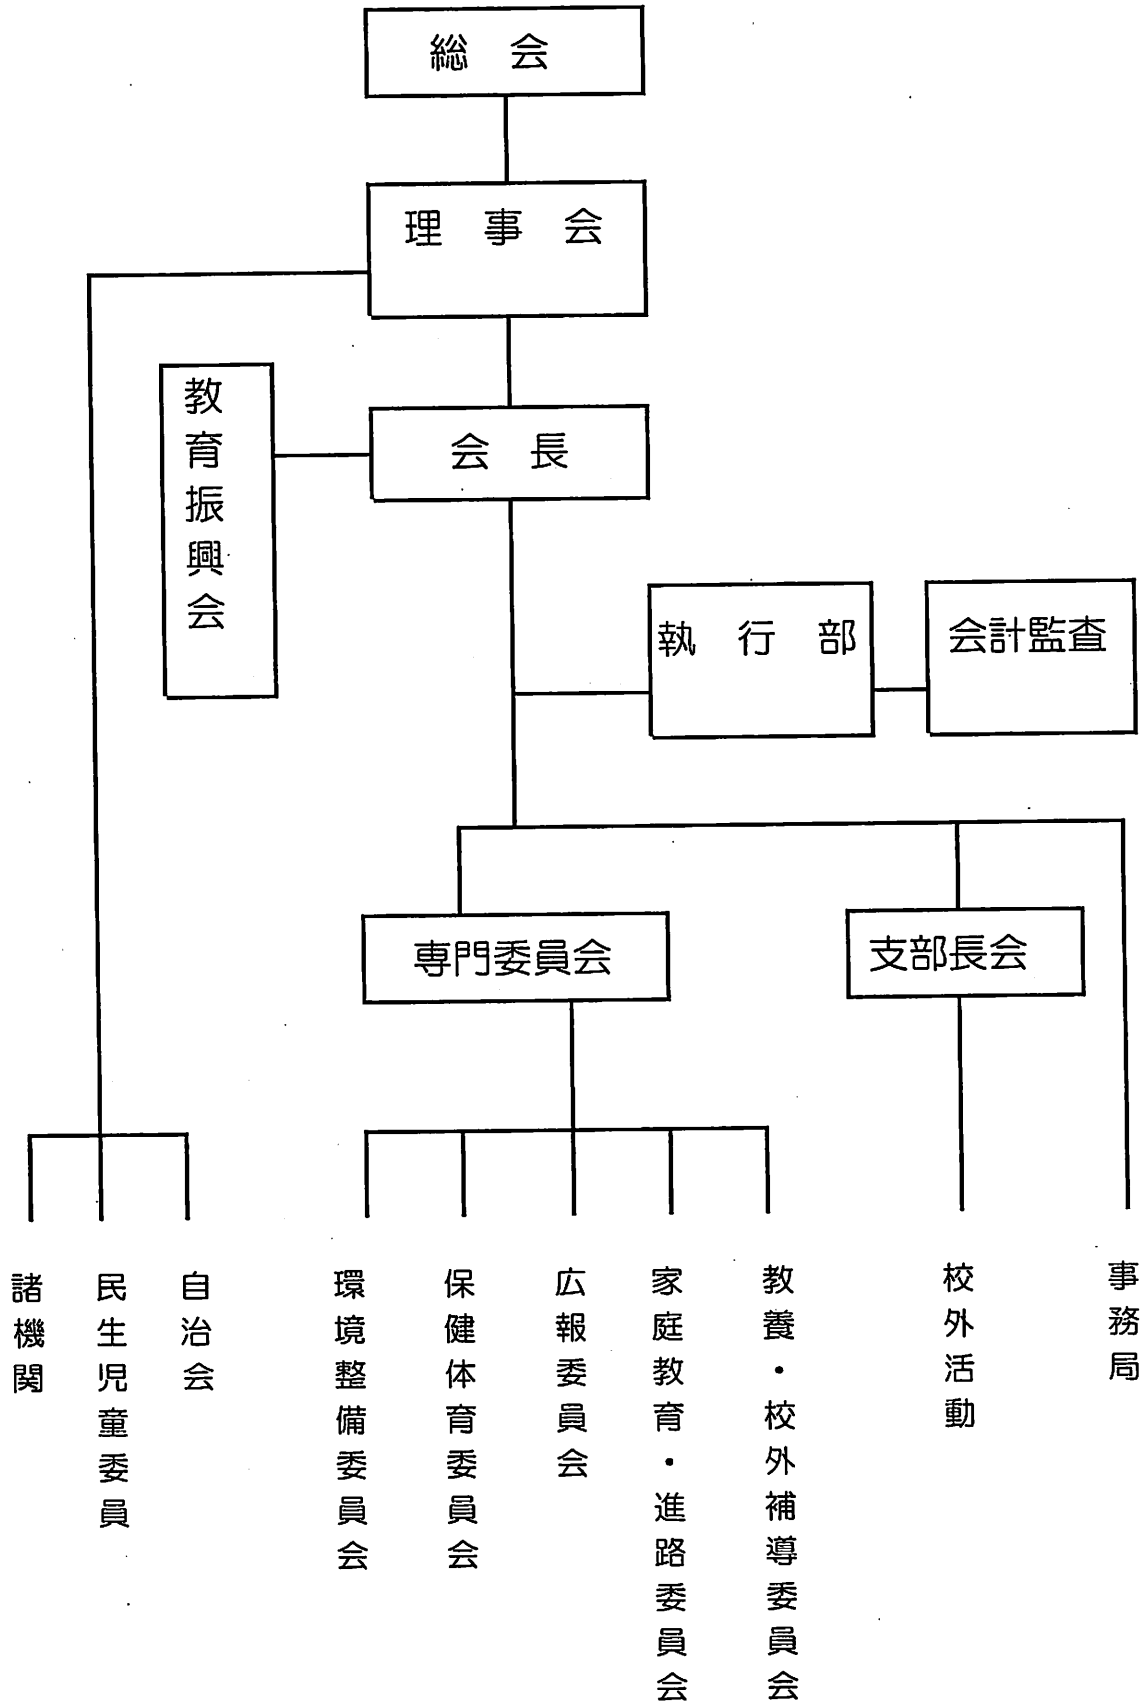 総会
理事会
教育振興会
会長
執行部
会計監査
専門委員会
支部長会
諸機関
民生児童委員
自治会
環境整備委員会
保健体育委員会
広報委員会
家庭教育・進路委員会
教養・校外補導委員会
校外活動
事務局